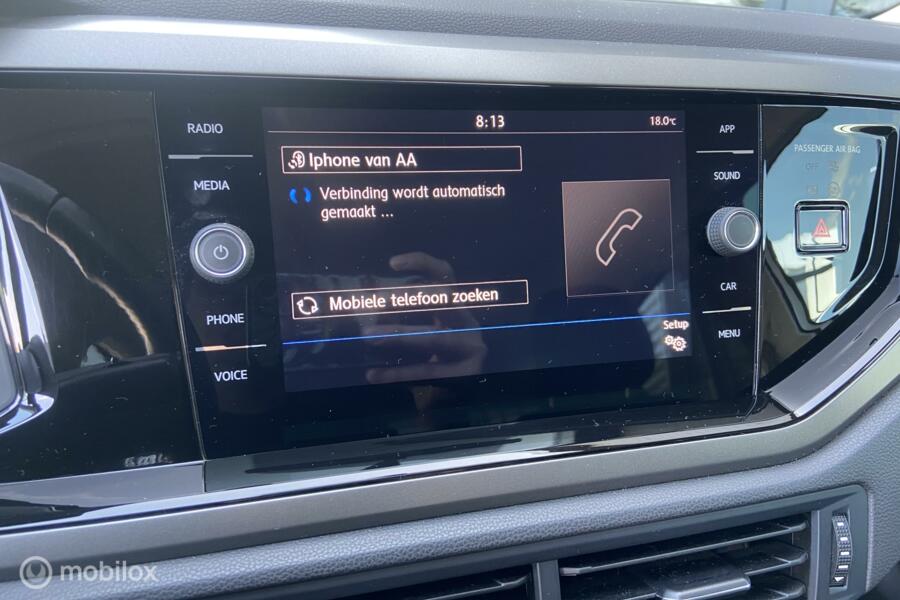 8:13
18.0°C
RADIO
MEDIA
PHONE
VOICE
Iphone van AA
Verbinding wordt automatisch
gemaakt ...
Mobiele telefoon zoeken
Setup
APP
SOUND
CAR
MENU
PASSENGER AIR BAG
OFF
mobilox